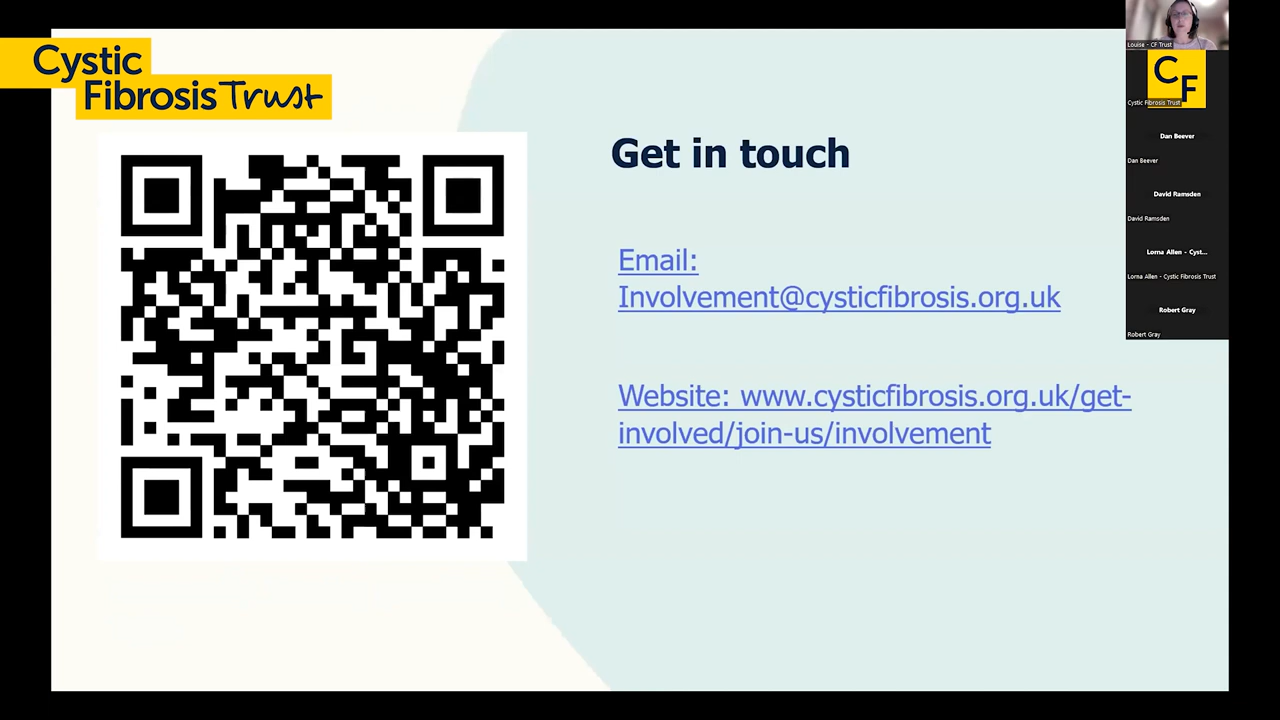 Cystic
Fibrosis Trust
Get in touch
Email:
Involvement@cysticfibrosis.org.uk
Website: www.cysticfibrosis.org.uk/get-
involved/join-us/involvement
Louise - CF Trust
CF
Cystic Fibrosis Trust
Dan Beever
Dan Beever
David Ramsden
David Ramsden
Lorna Allen - Cyst...
Lorna Allen - Cystic Fibrosis Trust
Robert Gray
Robert Gray